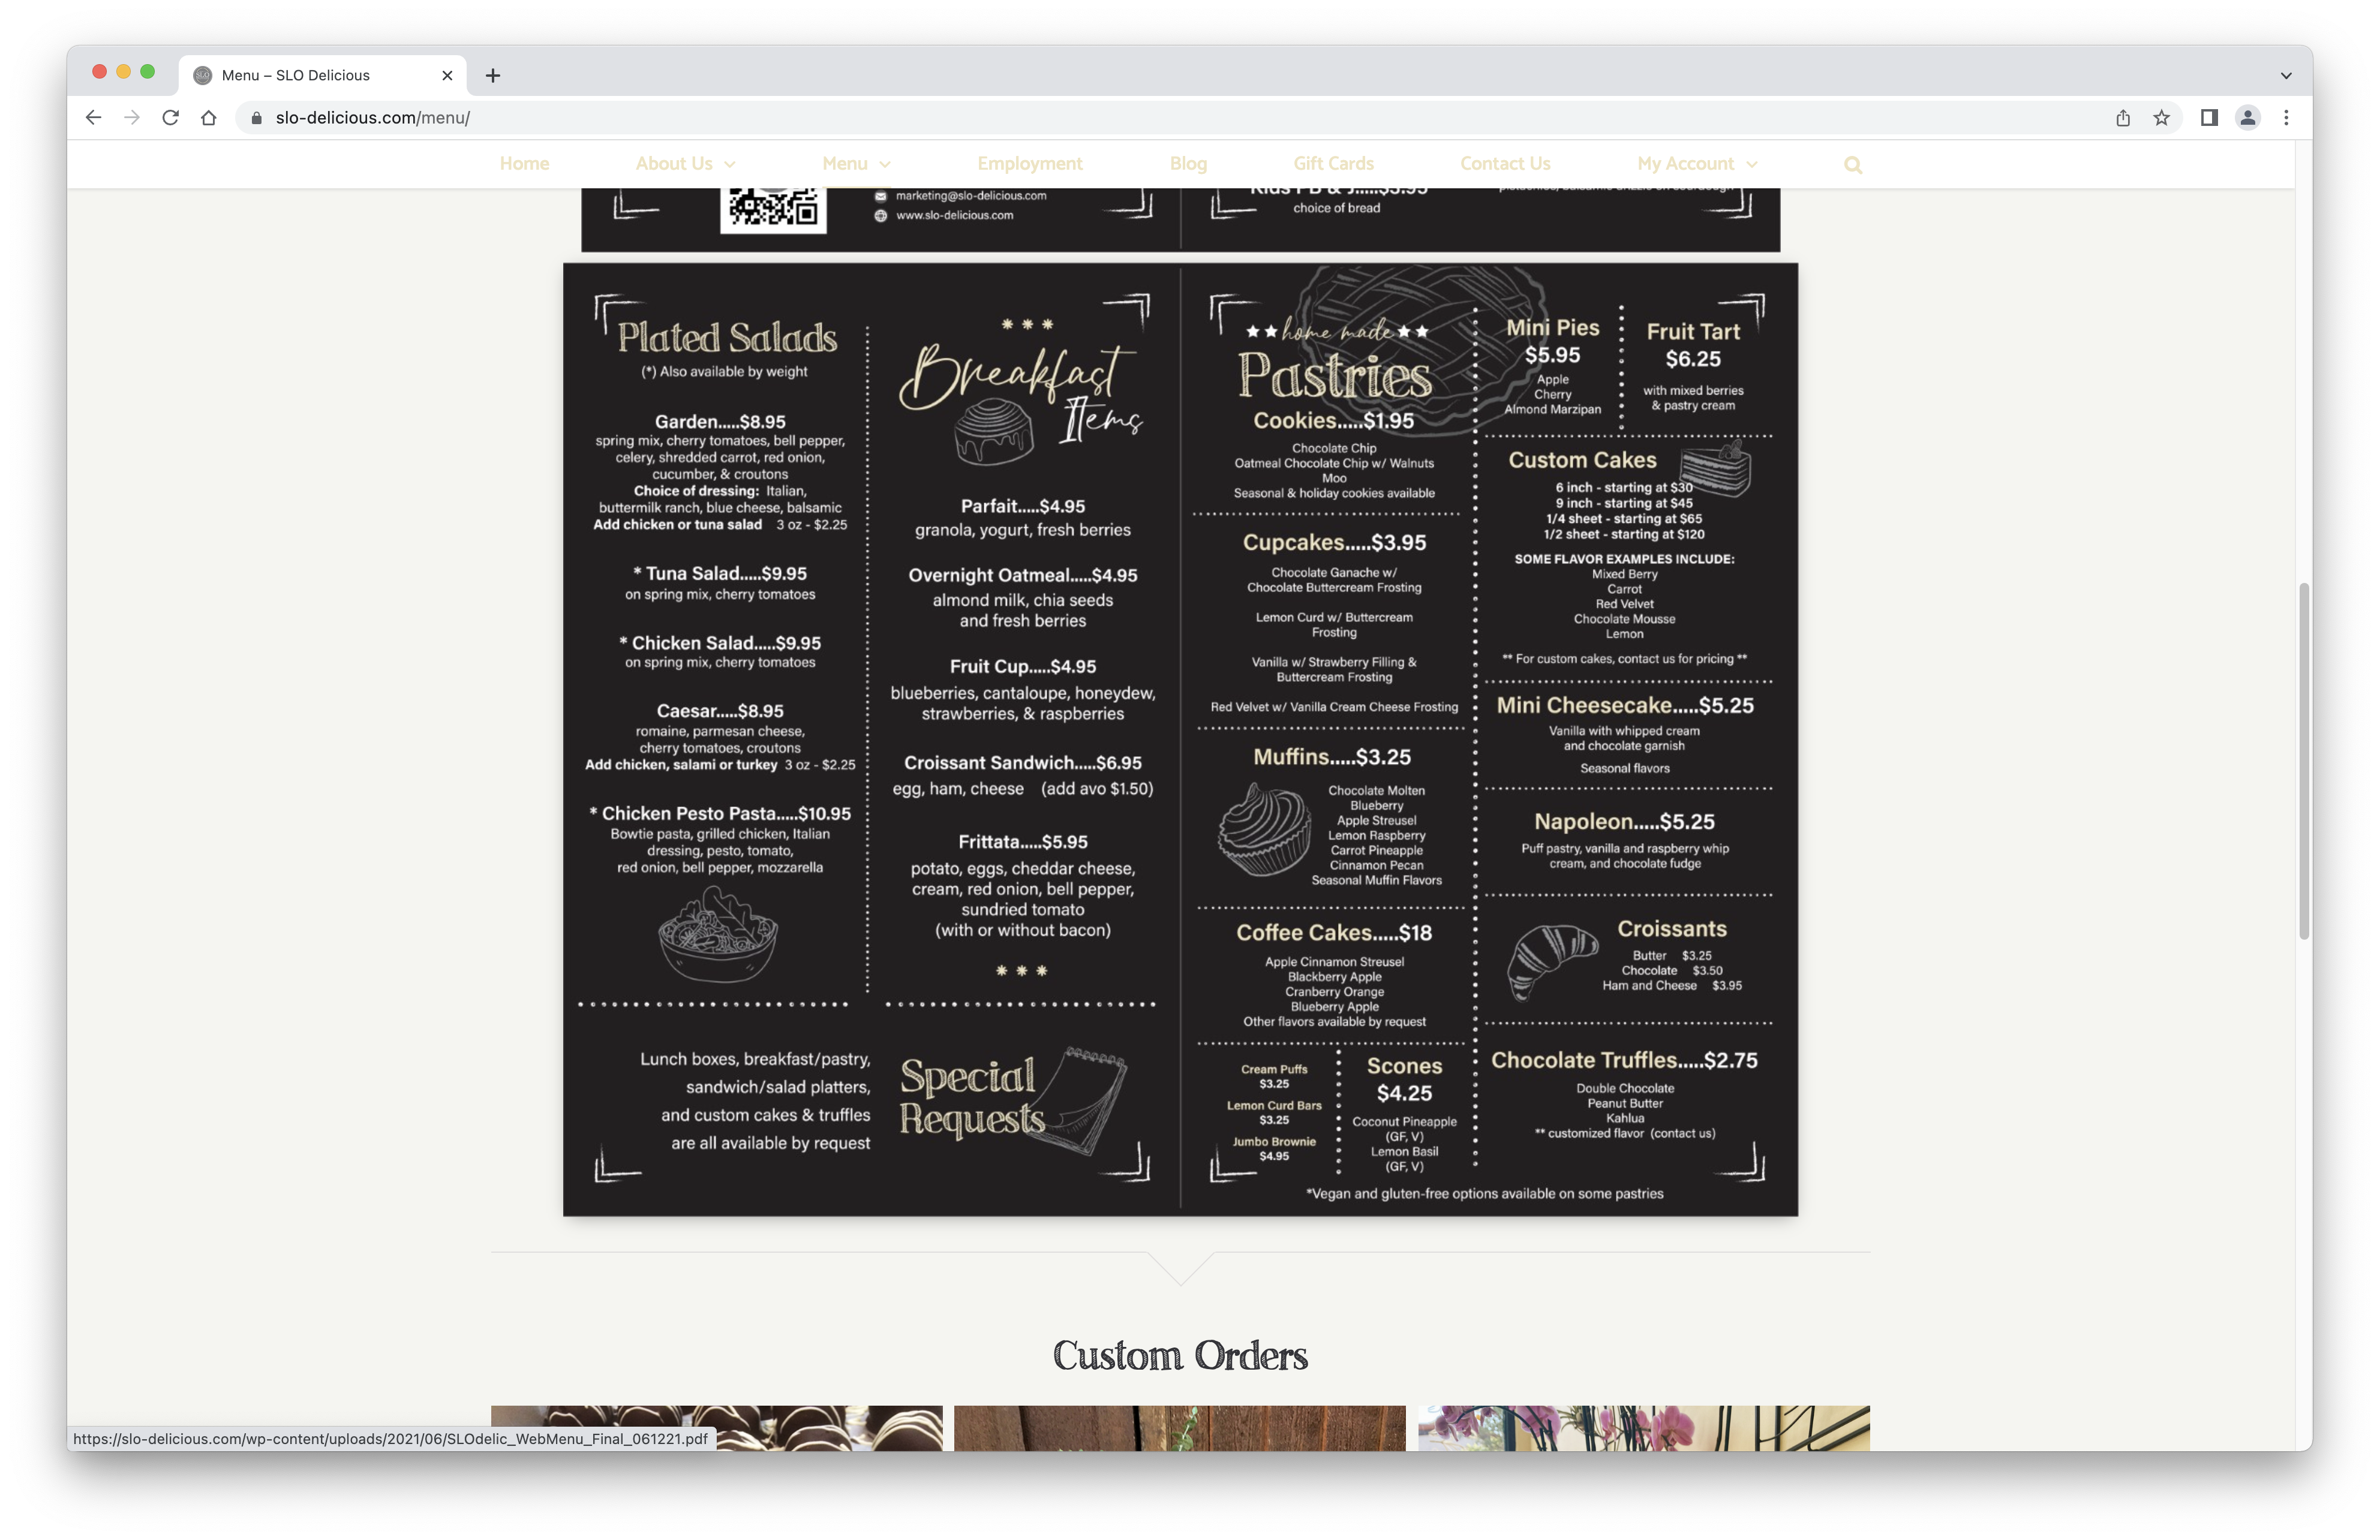 Menu – SLO Delicious
slo-delicious.com/menu/
Home
About Us
Menu
Employment
Blog
Gift Cards
Contact Us
My Account
marketing@slo-delicious.com
www.slo-delicious.com
Kids PB & J.....$3.95
choice of bread
pistachios, balsamic drizzle on sourdough
Plated Salads
(*) Also available by weight
Garden.....$8.95
spring mix, cherry tomatoes, bell pepper,
celery, shredded carrot, red onion,
cucumber, & croutons
Choice of dressing: Italian,
buttermilk ranch, blue cheese, balsamic
Add chicken or tuna salad 3 oz - $2.25
* Tuna Salad.....$9.95
on spring mix, cherry tomatoes
* Chicken Salad.....$9.95
on spring mix, cherry tomatoes
Caesar.....$8.95
romaine, parmesan cheese,
cherry tomatoes, croutons
Add chicken, salami or turkey 3 oz - $2.25
* Chicken Pesto Pasta.....$10.95
Bowtie pasta, grilled chicken, Italian
dressing, pesto, tomato,
red onion, bell pepper, mozzarella
Breakfast
Items
Parfait.....$4.95
granola, yogurt, fresh berries
Overnight Oatmeal.....$4.95
almond milk, chia seeds
and fresh berries
Fruit Cup.....$4.95
blueberries, cantaloupe, honeydew,
strawberries, & raspberries
Croissant Sandwich.....$6.95
egg, ham, cheese (add avo $1.50)
Frittata.....$5.95
potato, eggs, cheddar cheese,
cream, red onion, bell pepper,
sundried tomato
(with or without bacon)
Lunch boxes, breakfast/pastry,
sandwich/salad platters,
and custom cakes & truffles
are all available by request
Special
Requests
home made
Pastries
Cookies.....$1.95
Chocolate Chip
Oatmeal Chocolate Chip w/ Walnuts
Moo
Seasonal & holiday cookies available
Cupcakes.....$3.95
Chocolate Ganache w/
Chocolate Buttercream Frosting
Lemon Curd w/ Buttercream
Frosting
Vanilla w/ Strawberry Filling &
Buttercream Frosting
Red Velvet w/ Vanilla Cream Cheese Frosting
Muffins.....$3.25
Chocolate Molten
Blueberry
Apple Streusel
Lemon Raspberry
Carrot Pineapple
Cinnamon Pecan
Seasonal Muffin Flavors
Coffee Cakes.....$18
Apple Cinnamon Streusel
Blackberry Apple
Cranberry Orange
Blueberry Apple
Other flavors available by request
Cream Puffs
$3.25
Lemon Curd Bars
$3.25
Jumbo Brownie
$4.95
Scones
$4.25
Coconut Pineapple
(GF, V)
Lemon Basil
(GF, V)
Mini Pies
$5.95
Apple
Cherry
Almond Marzipan
Fruit Tart
$6.25
with mixed berries
& pastry cream
Custom Cakes
6 inch - starting at $30
9 inch - starting at $45
1/4 sheet - starting at $65
1/2 sheet - starting at $120
SOME FLAVOR EXAMPLES INCLUDE:
Mixed Berry
Carrot
Red Velvet
Chocolate Mousse
Lemon
** For custom cakes, contact us for pricing **
Mini Cheesecake.....$5.25
Vanilla with whipped cream
and chocolate garnish
Seasonal flavors
Napoleon.....$5.25
Puff pastry, vanilla and raspberry whip
cream, and chocolate fudge
Croissants
Butter $3.25
Chocolate $3.50
Ham and Cheese $3.95
Chocolate Truffles.....$2.75
Double Chocolate
Peanut Butter
Kahlua
** customized flavor (contact us)
*Vegan and gluten-free options available on some pastries
Custom Orders
https://slo-delicious.com/wp-content/uploads/2021/06/SLOdelic_WebMenu_Final_061221.pdf